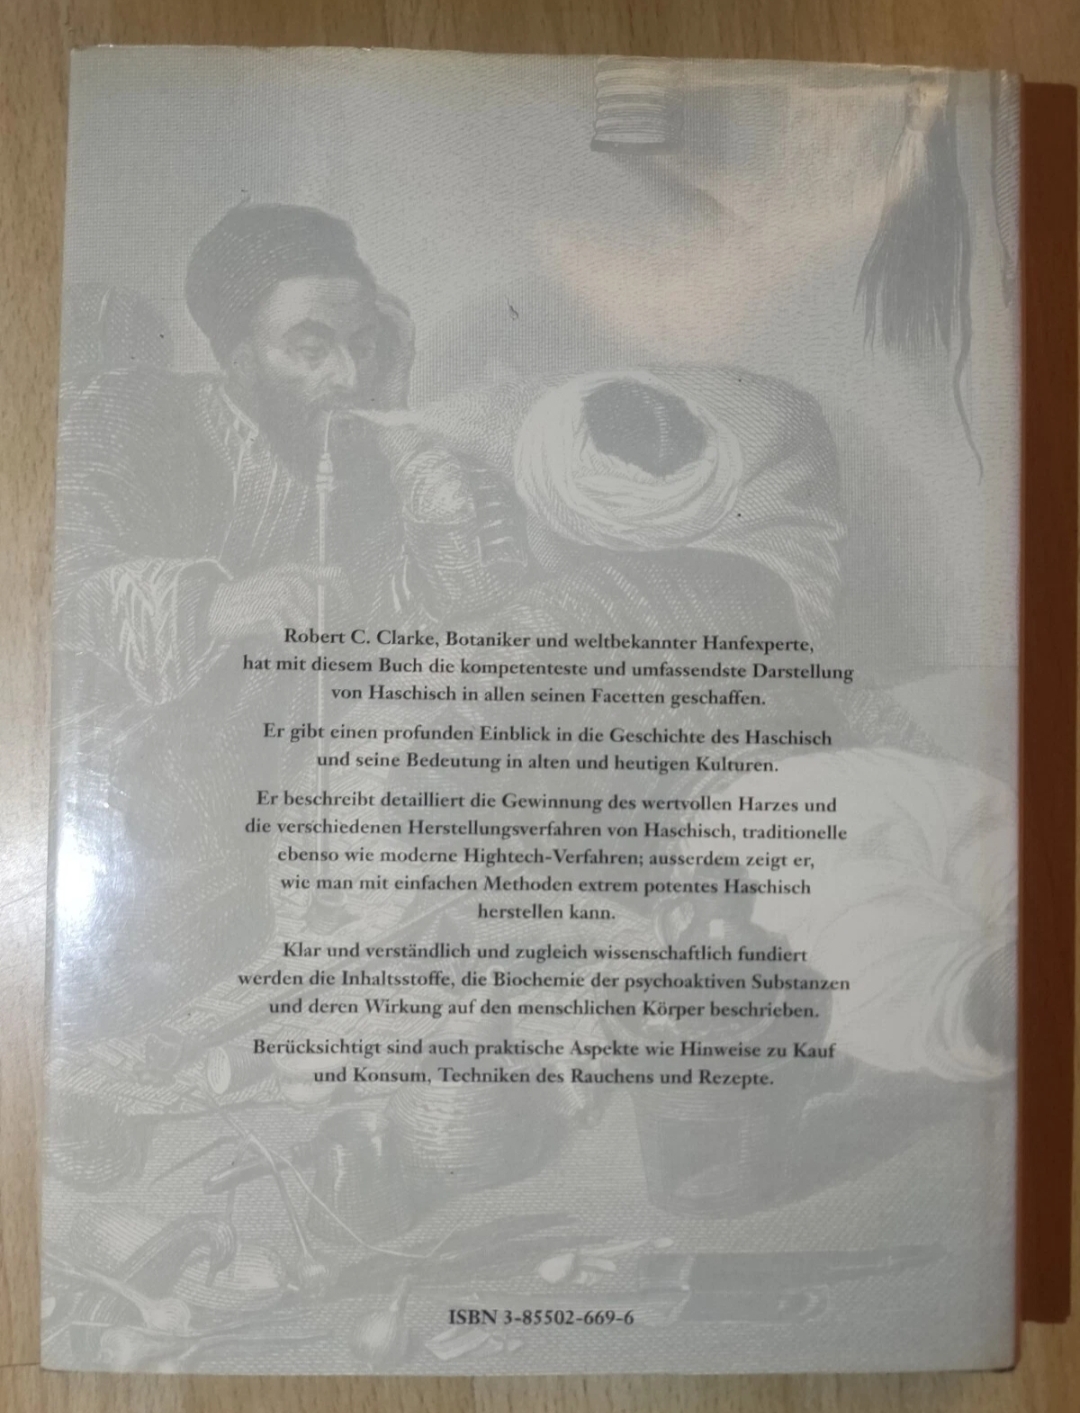 Robert C. Clarke, Botaniker und weltbekannter Hanfexperte,
hat mit diesem Buch die kompetenteste und umfassendste Darstellung
von Haschisch in allen seinen Facetten geschaffen.
Er gibt einen profunden Einblick in die Geschichte des Haschisch
und seine Bedeutung in alten und heutigen Kulturen.
Er beschreibt detailliert die Gewinnung des wertvollen Harzes und
die verschiedenen Herstellungsverfahren von Haschisch, traditionelle
ebenso wie moderne Hightech-Verfahren; ausserdem zeigt er,
wie man mit einfachen Methoden extrem potentes Haschisch
herstellen kann.
Klar und verständlich und zugleich wissenschaftlich fundiert
werden die Inhaltsstoffe, die Biochemie der psychoaktiven Substanzen
und deren Wirkung auf den menschlichen Körper beschrieben.
Berücksichtigt sind auch praktische Aspekte wie Hinweise zu Kauf
und Konsum, Techniken des Rauchens und Rezepte.
ISBN 3-85502-669-6